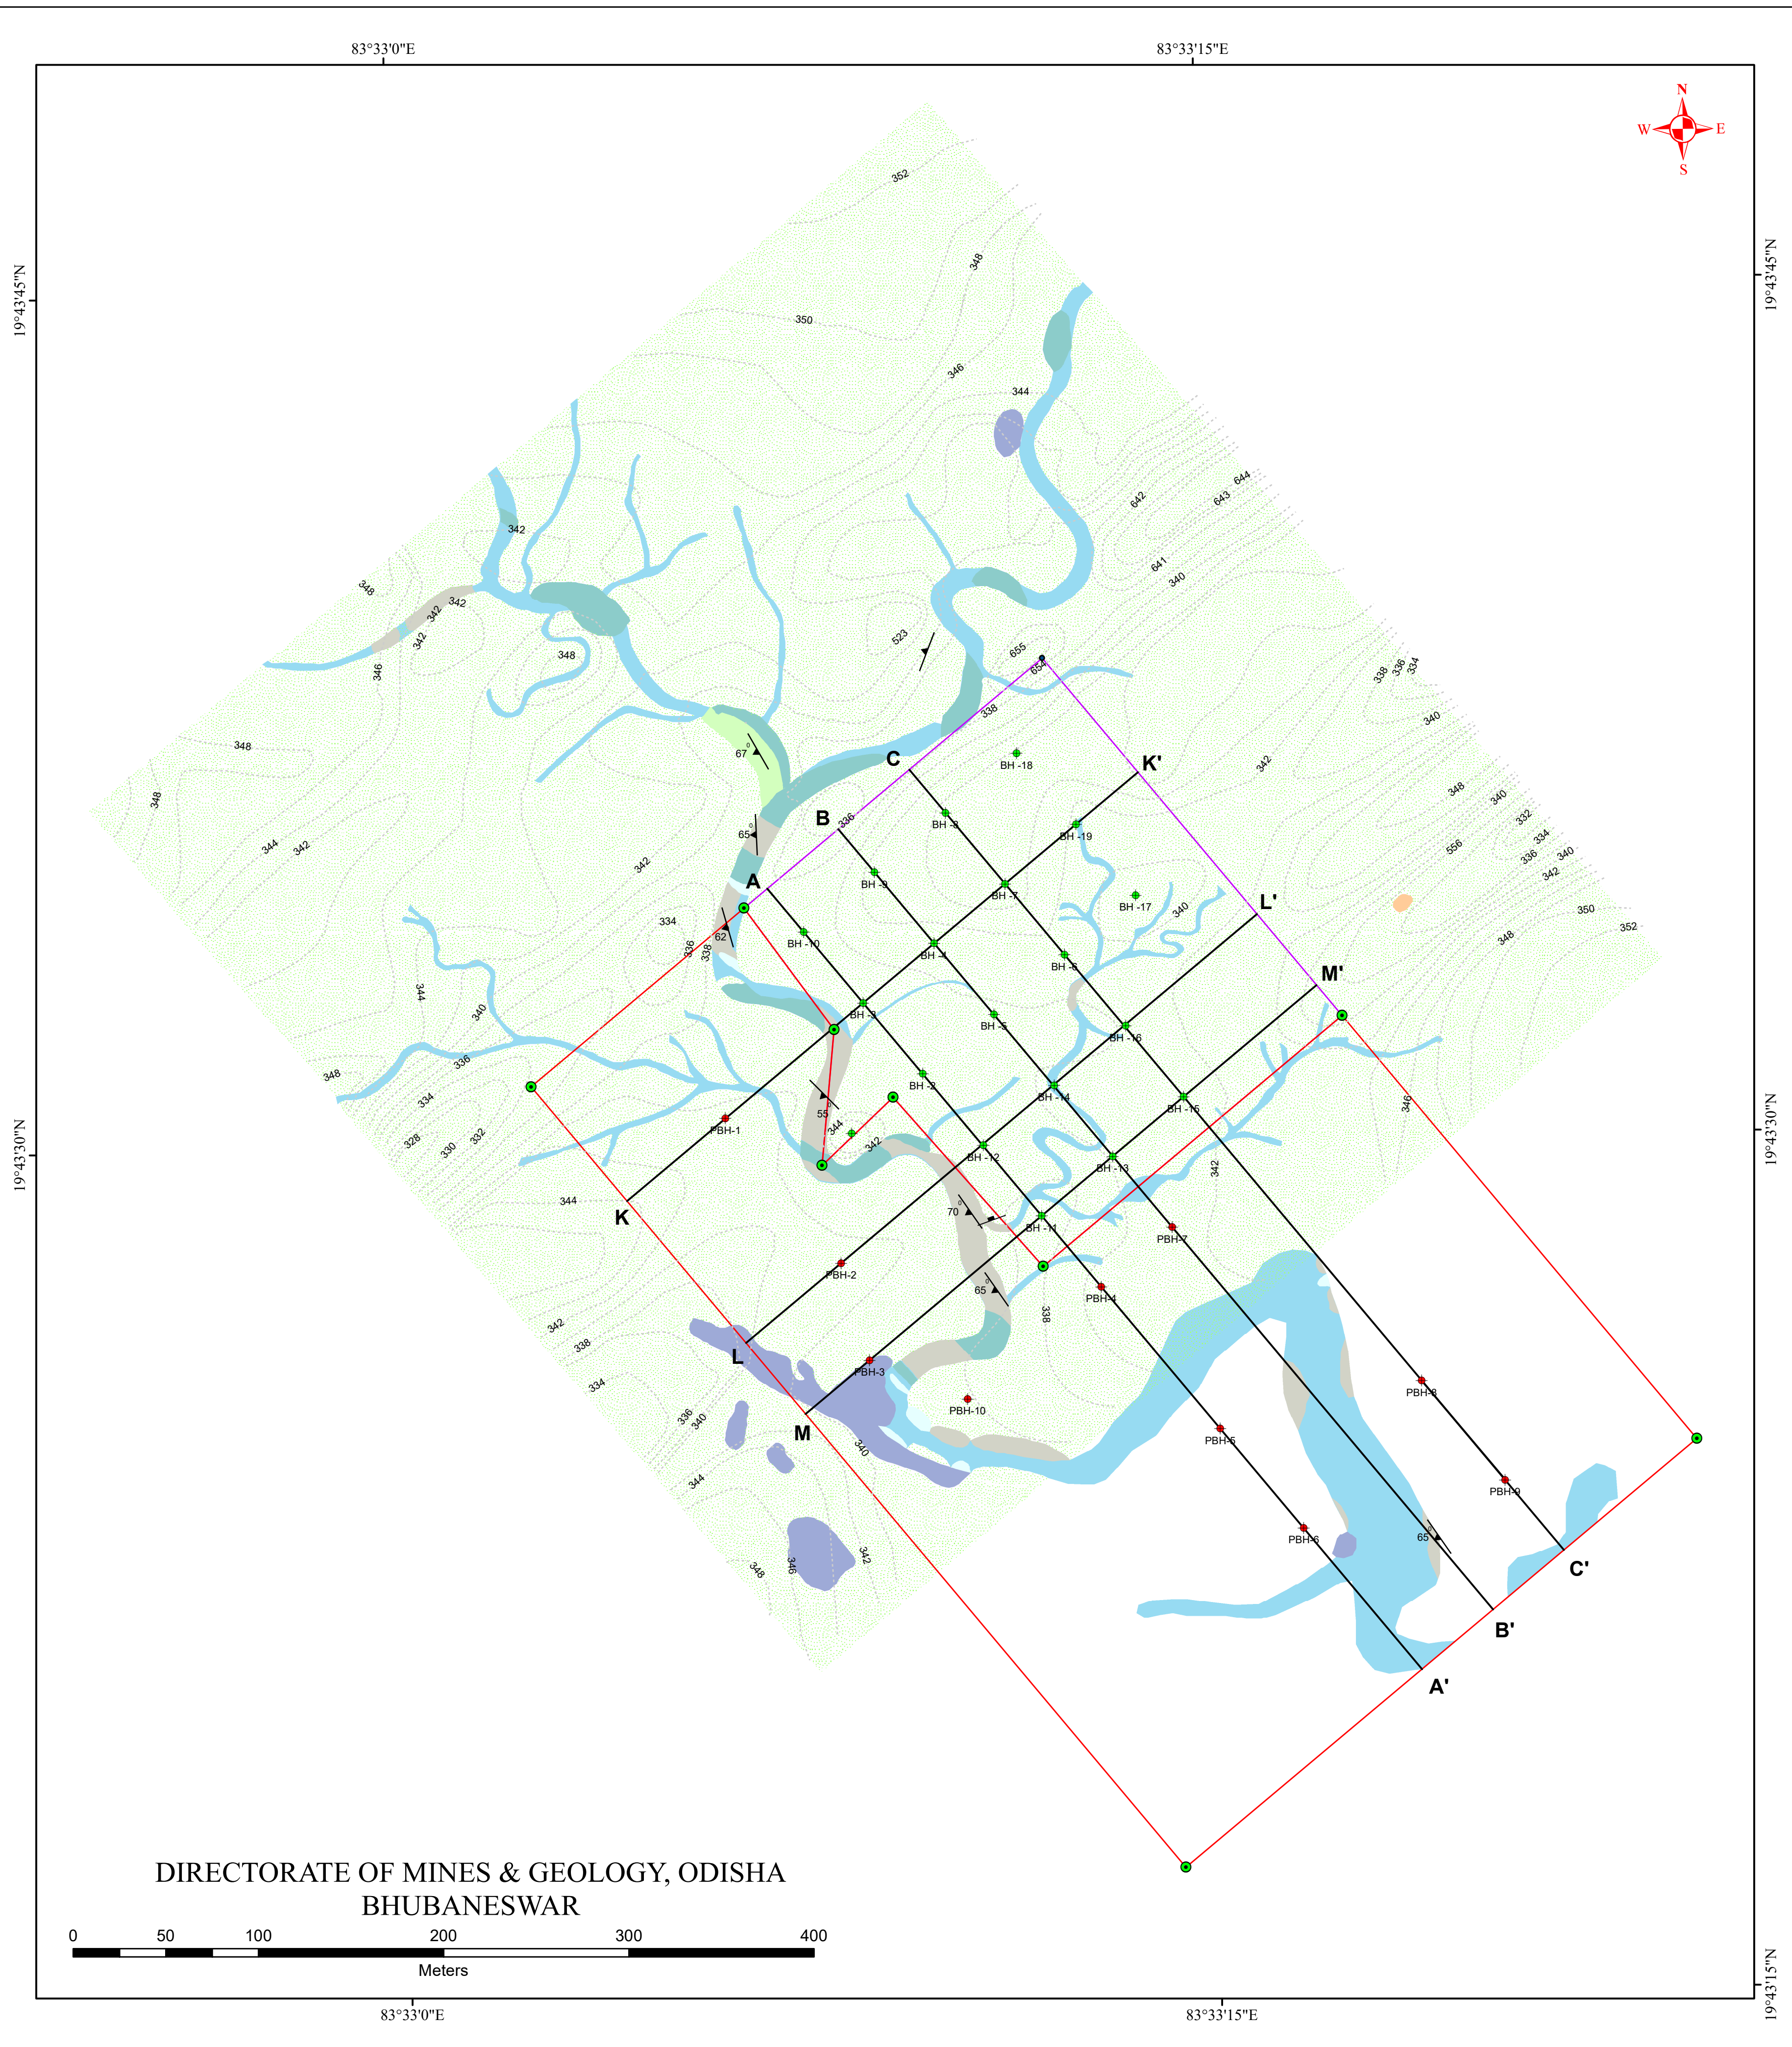 83°33'0"E
83°33'15"E
N
W
E
S
19°43'45"N
19°43'45"N
352
348
350
346
344
644
643
642
641
340
342
348
342
342
342
348
346
523
655
654
338
338
336
334
340
342
348
348
344
342
67⁰
C
K'
BH -18
B
336
BH -8
BH -19
348
340
332
334
336
340
342
556
65⁰
342
A
BH -9
BH -7
BH -17
L'
340
350
352
348
334
336
338
62
BH -10
BH -4
BH -6
M'
344
340
BH -3
BH -5
BH -16
348
336
334
328
330
332
BH -2
BH -14
BH -15
346
55⁰
344
342
PBH-1
19°43'30"N
19°43'30"N
BH -12
BH -13
342
344
K
70⁰
BH -11
PBH-7
PBH-2
65⁰
PBH-4
338
342
338
334
L
PBH-3
PBH-8
336
340
M
PBH-10
340
PBH-5
344
PBH-9
348
346
342
PBH-6
65⁰
C'
B'
A'
DIRECTORATE OF MINES & GEOLOGY, ODISHA
BHUBANESWAR
0 50 100 200 300 400
Meters
19°43'15"N
83°33'0"E
83°33'15"E